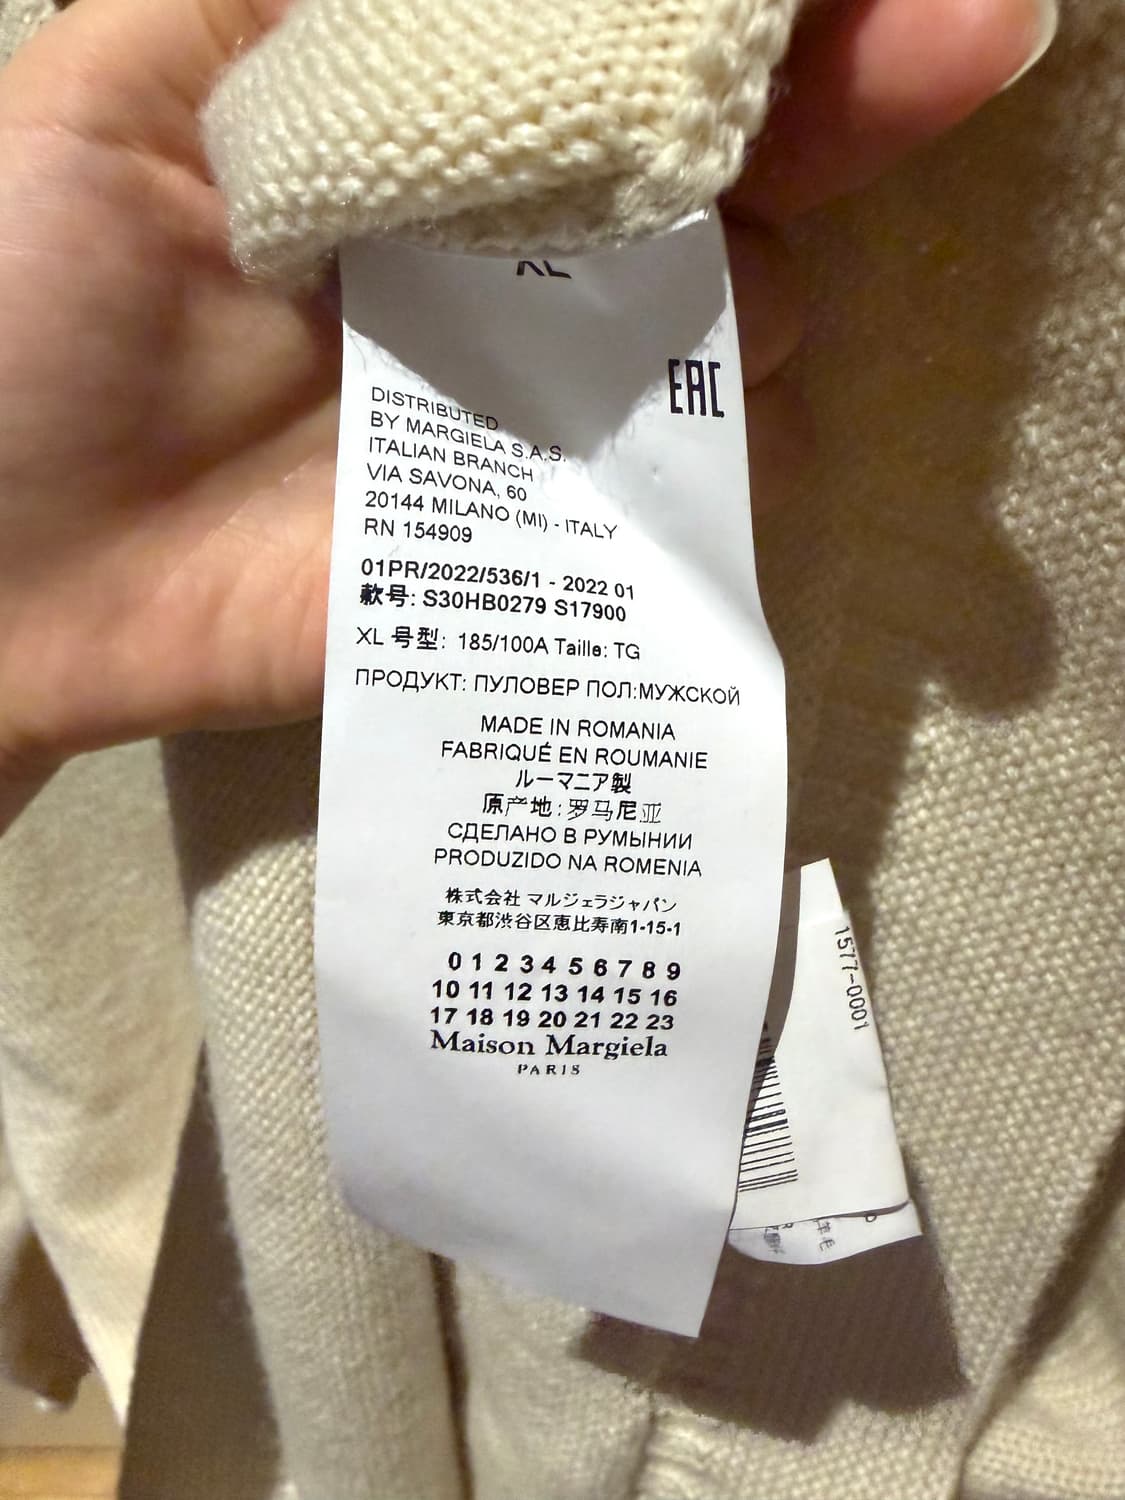 XL
EAC
DISTRIBUTED
BY MARGIELA S.A.S.
ITALIAN BRANCH
VIA SAVONA, 60
20144 MILANO (MI) - ITALY
RN 154909
01PR/2022/536/1 - 2022 01
款号: S30HB0279 S17900
XL 号型: 185/100A Taille: TG
ПРОДУКТ: ПУЛОВЕР ПОЛ:МУЖСКОЙ
MADE IN ROMANIA
FABRIQUÉ EN ROUMANIE
ルーマニア製
原产地: 罗马尼亚
СДЕЛАНО В РУМЫНИИ
PRODUZIDO NA ROMENIA
株式会社 マルジェラジャパン
東京都渋谷区恵比寿南1-15-1
0 1 2 3 4 5 6 7 8 9
10 11 12 13 14 15 16
17 18 19 20 21 22 23
Maison Margiela
PARIS
1577-0001
羊毛